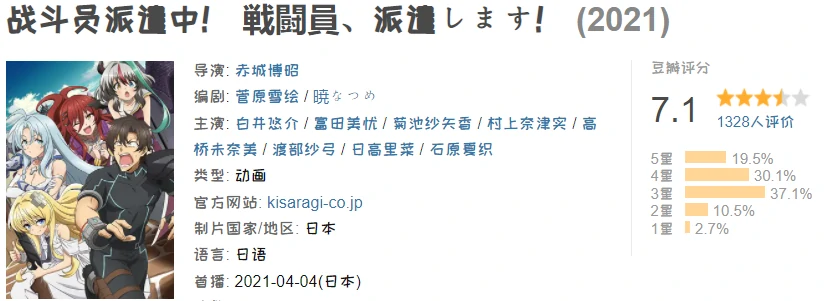 战斗员派遣中！ 戦闘員、派遣します! (2021)
导演: 赤城博昭
编剧: 菅原雪绘 / 暁なつめ
主演: 白井悠介 / 富田美忧 / 菊池纱矢香 / 村上奈津实 / 高
桥未奈美 / 渡部纱弓 / 日高里菜 / 石原夏织
类型: 动画
官方网站: kisaragi-co.jp
制片国家/地区: 日本
语言: 日语
首播: 2021-04-04(日本)
豆瓣评分
7.1
1328人评价
5星 19.5%
4星 30.1%
3星 37.1%
2星 10.5%
1星 2.7%